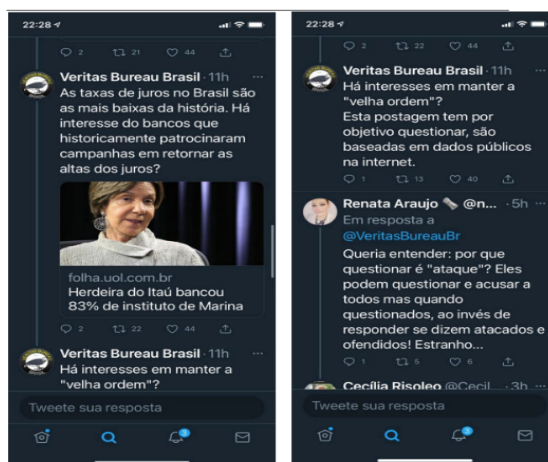 22:28
2 21 44
Veritas Bureau Brasil · 11h
As taxas de juros no Brasil são
as mais baixas da história. Há
interesse do bancos que
historicamente patrocinaram
campanhas em retornar as
altas dos juros?
folha.uol.com.br
Herdeira do Itaú bancou
83% de instituto de Marina
2 22 44
Veritas Bureau Brasil · 11h
Há interesses em manter a
"velha ordem"?
Tweete sua resposta
3
22:28
2 22 44
Veritas Bureau Brasil · 11h
Há interesses em manter a
"velha ordem"?
Esta postagem tem por
objetivo questionar, são
baseadas em dados públicos
na internet.
1 13 40
Renata Araujo @n... · 5h
Em resposta a
@VeritasBureauBr
Queria entender: por que
questionar é "ataque"? Eles
podem questionar e acusar a
todos mas quando
questionados, ao invés de
responder se dizem atacados e
ofendidos! Estranho...
1 5 6
Cecília Risoleo @Cecil... · 3h
Tweete sua resposta
3